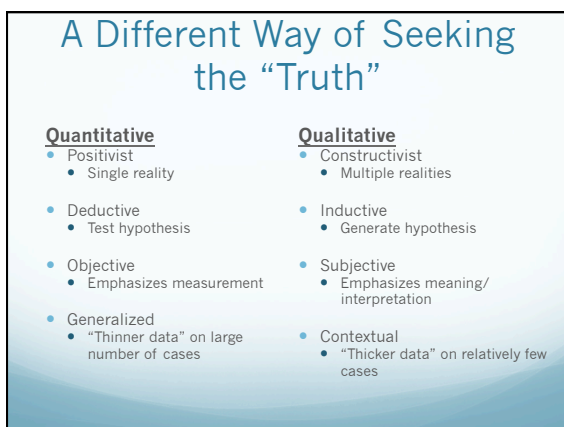 A Different Way of Seeking
the “Truth”
Quantitative
• Positivist
• Single reality
• Deductive
• Test hypothesis
• Objective
• Emphasizes measurement
• Generalized
• “Thinner data” on large
number of cases
Qualitative
• Constructivist
• Multiple realities
• Inductive
• Generate hypothesis
• Subjective
• Emphasizes meaning/
interpretation
• Contextual
• “Thicker data” on relatively few
cases